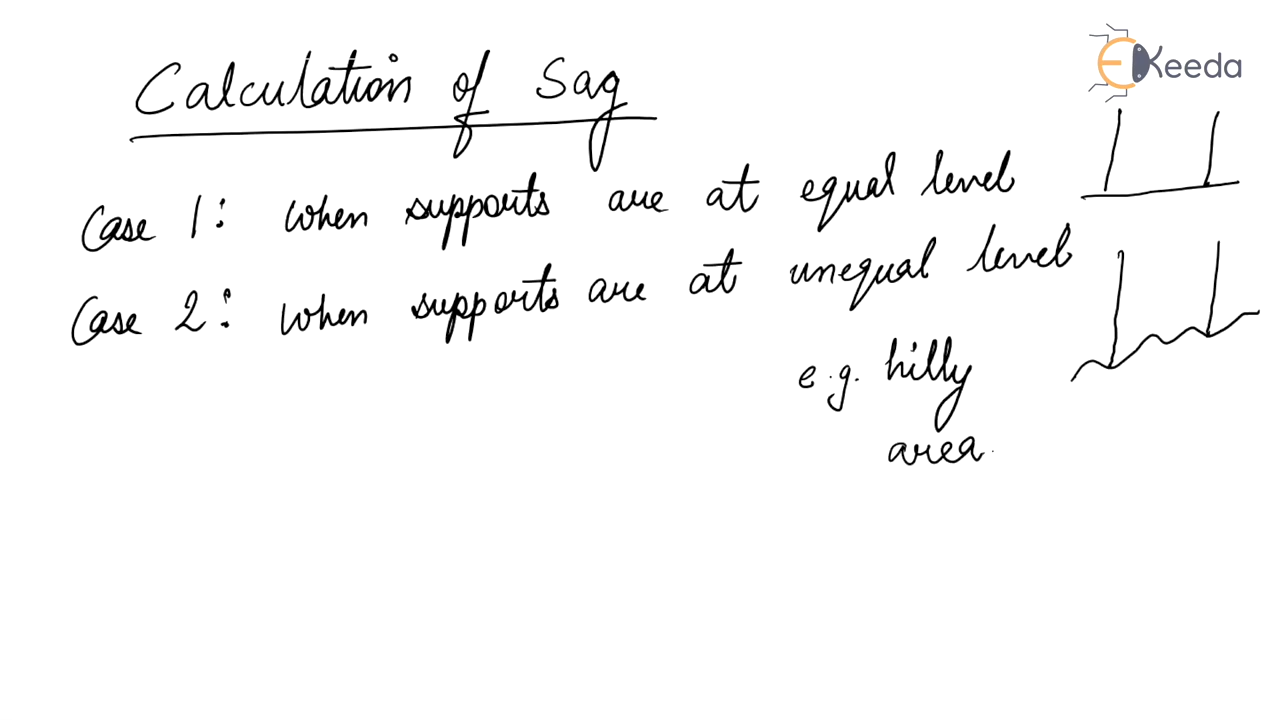 Calculation of Sag
EKeeda
Case 1: When supports are at equal level
Case 2: When supports are at unequal level
e.g. hilly
area.